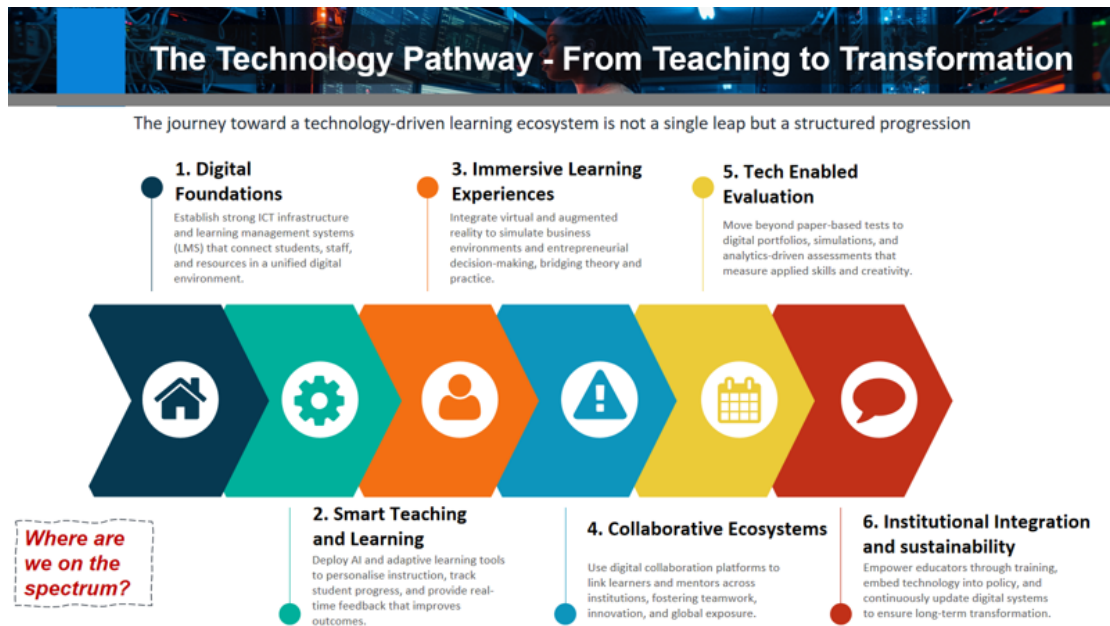 The Technology Pathway - From Teaching to Transformation
The journey toward a technology-driven learning ecosystem is not a single leap but a structured progression
1. Digital
Foundations
Establish strong ICT infrastructure
and learning management systems
(LMS) that connect students, staff,
and resources in a unified digital
environment.
3. Immersive Learning
Experiences
Integrate virtual and augmented
reality to simulate business
environments and entrepreneurial
decision-making, bridging theory and
practice.
5. Tech Enabled
Evaluation
Move beyond paper-based tests to
digital portfolios, simulations, and
analytics-driven assessments that
measure applied skills and creativity.
Where are
we on the
spectrum?
2. Smart Teaching
and Learning
Deploy AI and adaptive learning tools
to personalise instruction, track
student progress, and provide real-
time feedback that improves
outcomes.
4. Collaborative Ecosystems
Use digital collaboration platforms to
link learners and mentors across
institutions, fostering teamwork,
innovation, and global exposure.
6. Institutional Integration
and sustainability
Empower educators through training,
embed technology into policy, and
continuously update digital systems
to ensure long-term transformation.